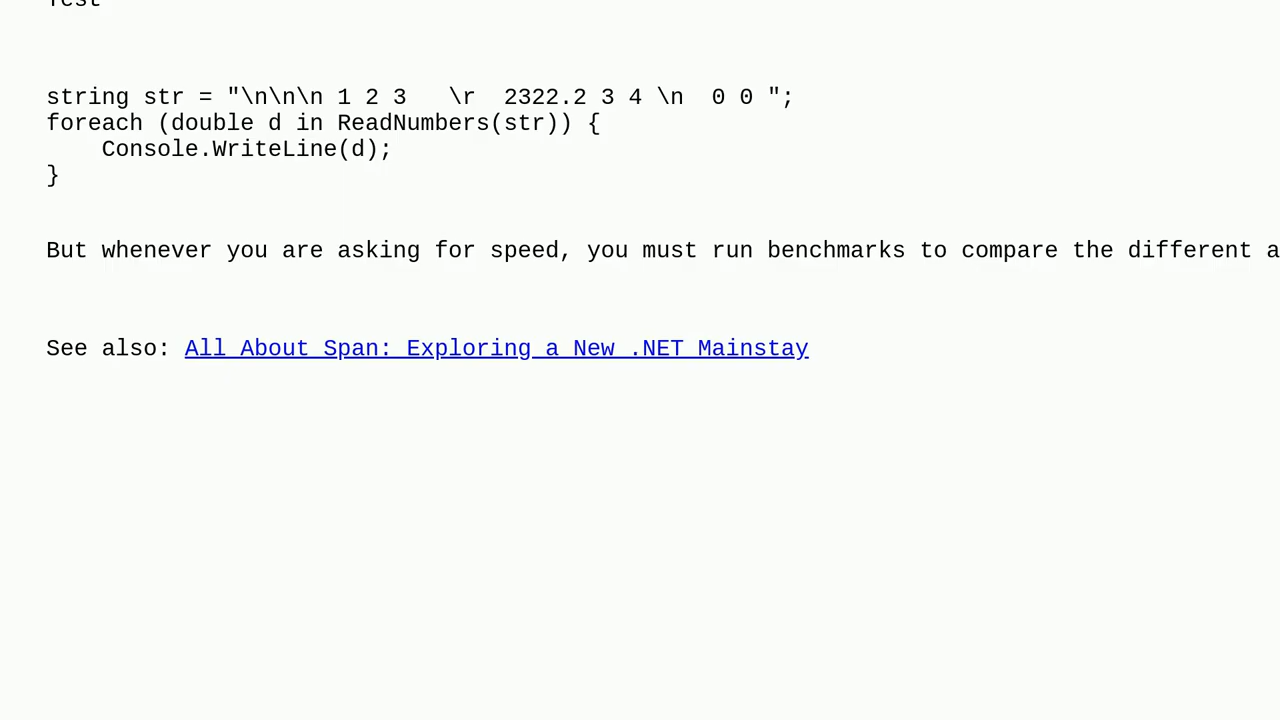 Test
string str = "\n\n\n 1 2 3   \r  2322.2 3 4 \n  0 0 ";
foreach (double d in ReadNumbers(str)) {
    Console.WriteLine(d);
}
But whenever you are asking for speed, you must run benchmarks to compare the different a
See also: All About Span: Exploring a New .NET Mainstay